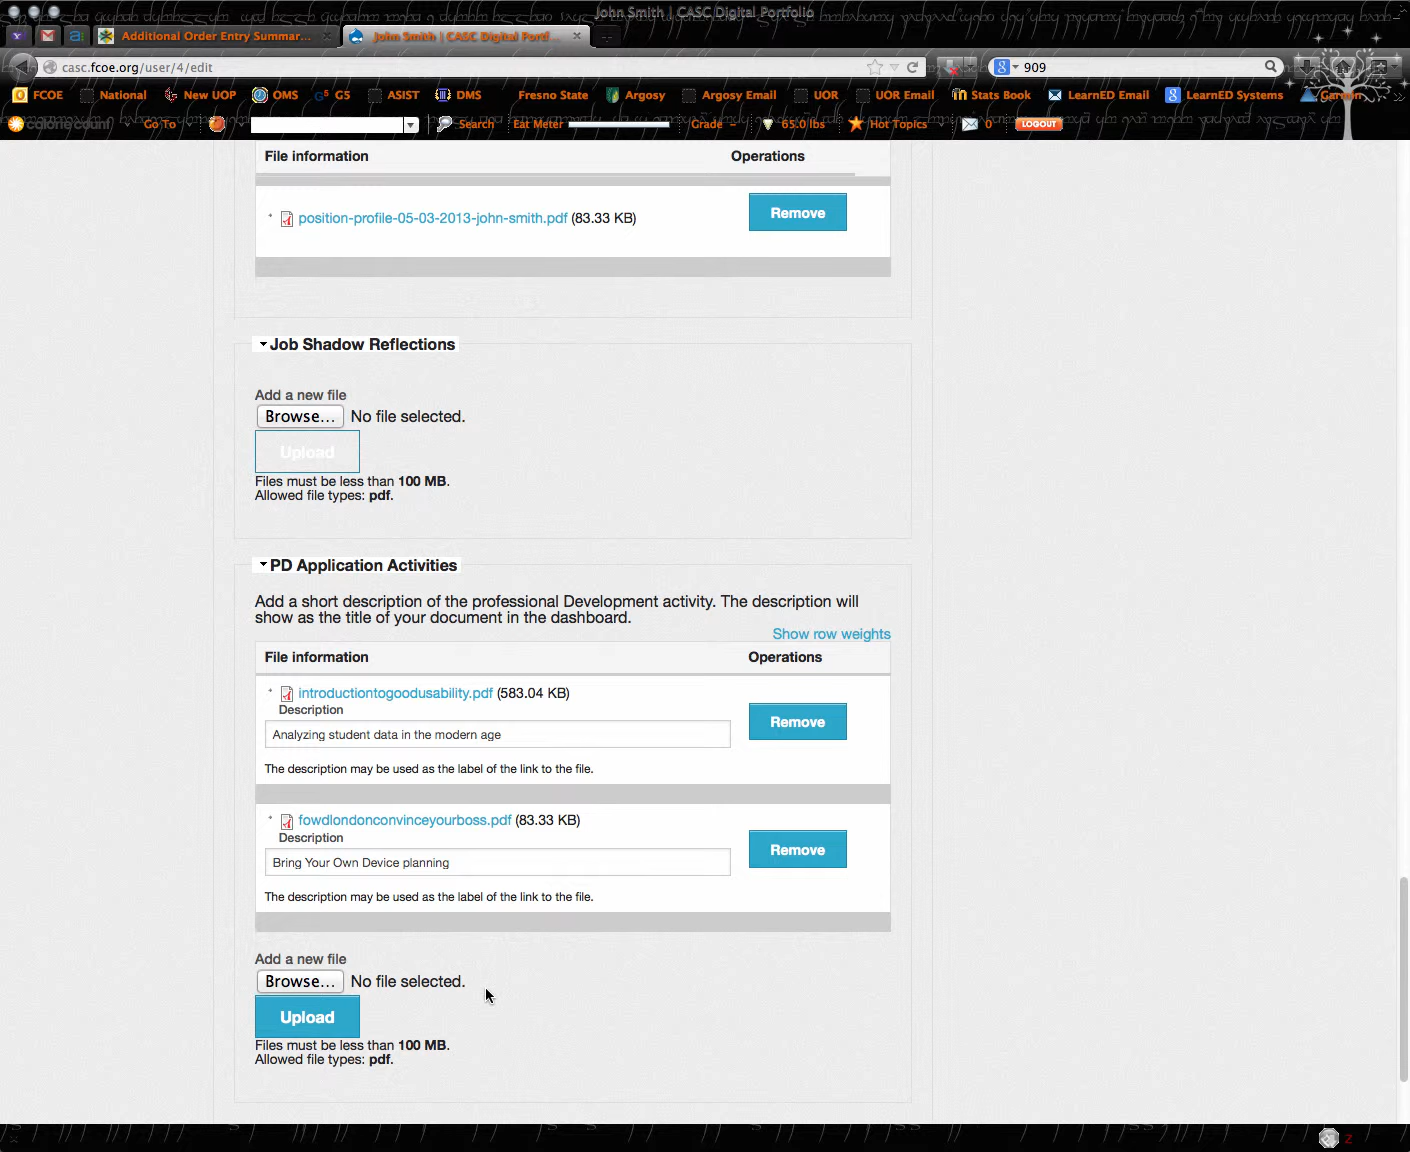 John Smith | CASC Digital Portfolio
Additional Order Entry Summar...
John Smith | CASC Digital Portf...
casc.fcoe.org/user/4/edit
909
FCOE National New UOP OMS G5 ASIST DMS Fresno State Argosy Argosy Email UOR UOR Email Stats Book LearnED Email LearnED Systems
calorie count Go To Search Eat Meter Grade - 65.0 lbs Hot Topics 0 LOGOUT
File information Operations
position-profile-05-03-2013-john-smith.pdf (83.33 KB) Remove
Job Shadow Reflections
Add a new file
Browse... No file selected.
Upload
Files must be less than 100 MB.
Allowed file types: pdf.
PD Application Activities
Add a short description of the professional Development activity. The description will
show as the title of your document in the dashboard.
Show row weights
File information Operations
introductiontogoodusability.pdf (583.04 KB)
Description
Remove
Analyzing student data in the modern age
The description may be used as the label of the link to the file.
fowdlondonconvinceyourboss.pdf (83.33 KB)
Description
Remove
Bring Your Own Device planning
The description may be used as the label of the link to the file.
Add a new file
Browse... No file selected.
Upload
Files must be less than 100 MB.
Allowed file types: pdf.